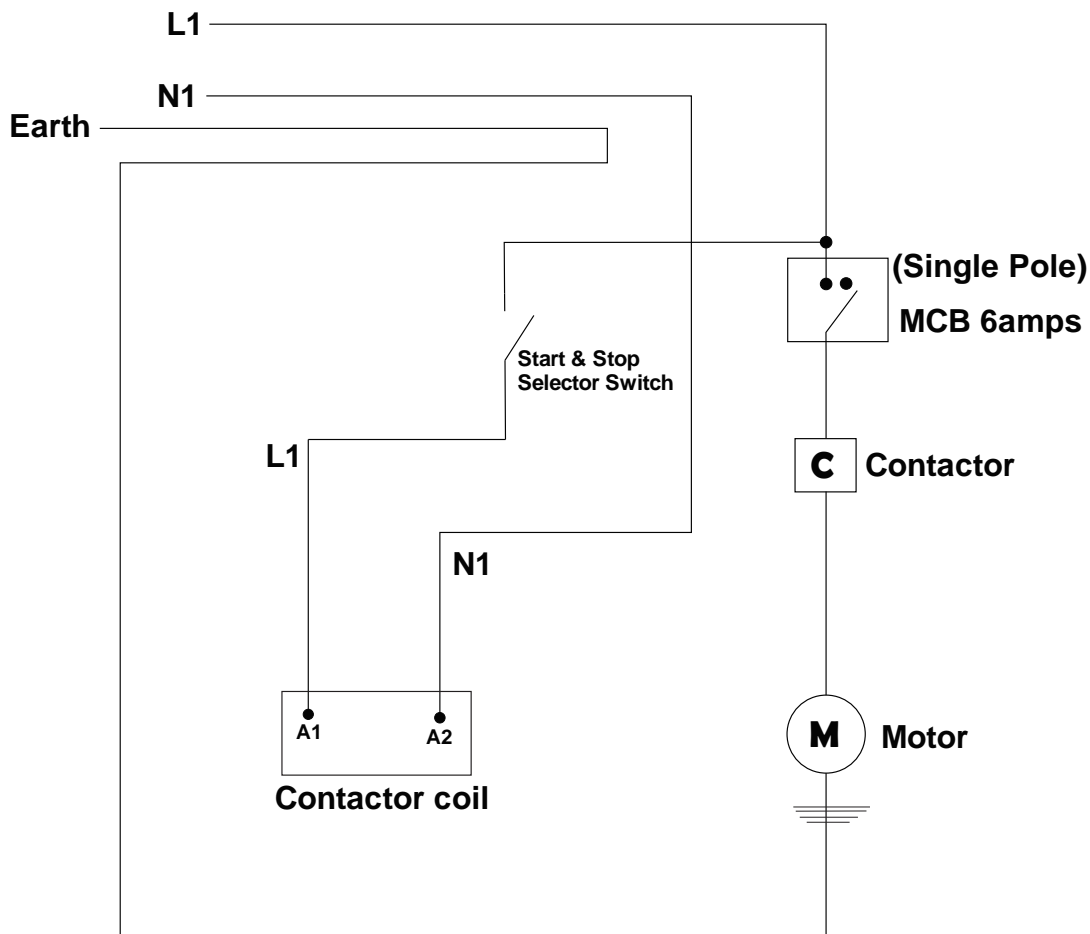 L1
N1
Earth
(Single Pole)
MCB 6amps
Start & Stop
Selector Switch
L1
C
Contactor
N1
A1
A2
M
Motor
Contactor coil